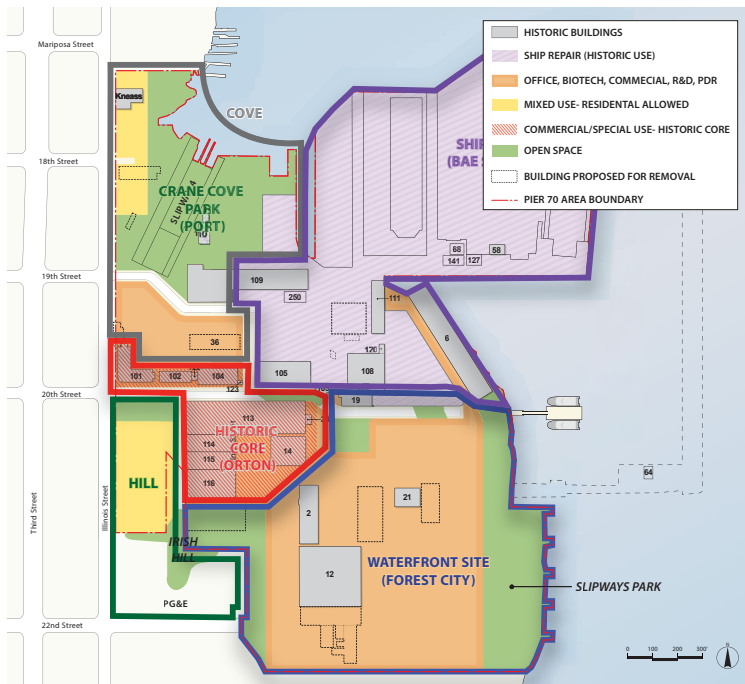 Mariposa Street
18th Street
19th Street
20th Street
22nd Street
Third Street
Illinois Street
HISTORIC BUILDINGS
SHIP REPAIR (HISTORIC USE)
OFFICE, BIOTECH, COMMECIAL, R&D, PDR
MIXED USE- RESIDENTAL ALLOWED
COMMERCIAL/SPECIAL USE- HISTORIC CORE
OPEN SPACE
BUILDING PROPOSED FOR REMOVAL
PIER 70 AREA BOUNDARY
Kneass
COVE
SHIP
(BAE
CRANE COVE
PARK
(PORT)
SLIPWAY 4
109
250
68
58
141
127
111
6
36
120
105
108
101
102
104
123
19
113
114
115
116
14
HISTORIC
CORE
(ORTON)
HILL
IRISH
HILL
PG&E
2
21
12
64
WATERFRONT SITE
(FOREST CITY)
SLIPWAYS PARK
0 100 200 300'
N